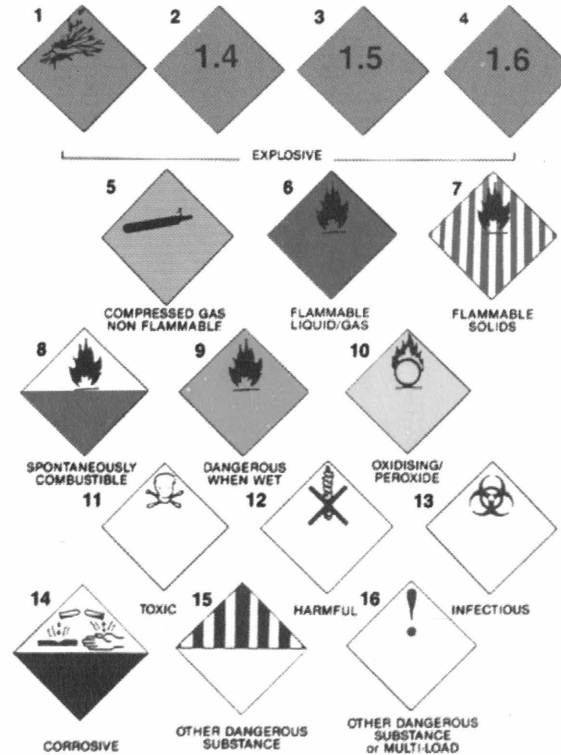 1 2 3 4
1.4 1.5 1.6
EXPLOSIVE
5 6 7
COMPRESSED GAS
NON FLAMMABLE
FLAMMABLE
LIQUID/GAS
FLAMMABLE
SOLIDS
8 9 10
SPONTANEOUSLY
COMBUSTIBLE
DANGEROUS
WHEN WET
OXIDISING/
PEROXIDE
11 12 13
TOXIC
HARMFUL
INFECTIOUS
14 15 16
CORROSIVE
OTHER DANGEROUS
SUBSTANCE
OTHER DANGEROUS
SUBSTANCE
or MULTI-LOAD